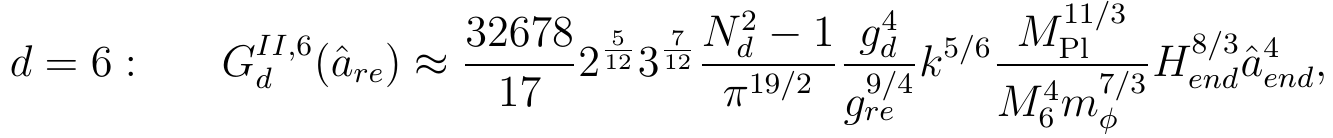 $d = 6: \qquad G_d^{II,6}(\hat{a}_{re}) \approx \frac{32678}{17} 2^{\frac{5}{12}} 3^{\frac{7}{12}} \frac{N_d^2 - 1}{\pi^{19/2}} \frac{g_d^4}{g_{re}^{9/4}} k^{5/6} \frac{M_{\mathrm{Pl}}^{11/3}}{M_6^4 m_\phi^{7/3}} H_{end}^{8/3} \hat{a}_{end}^4,$